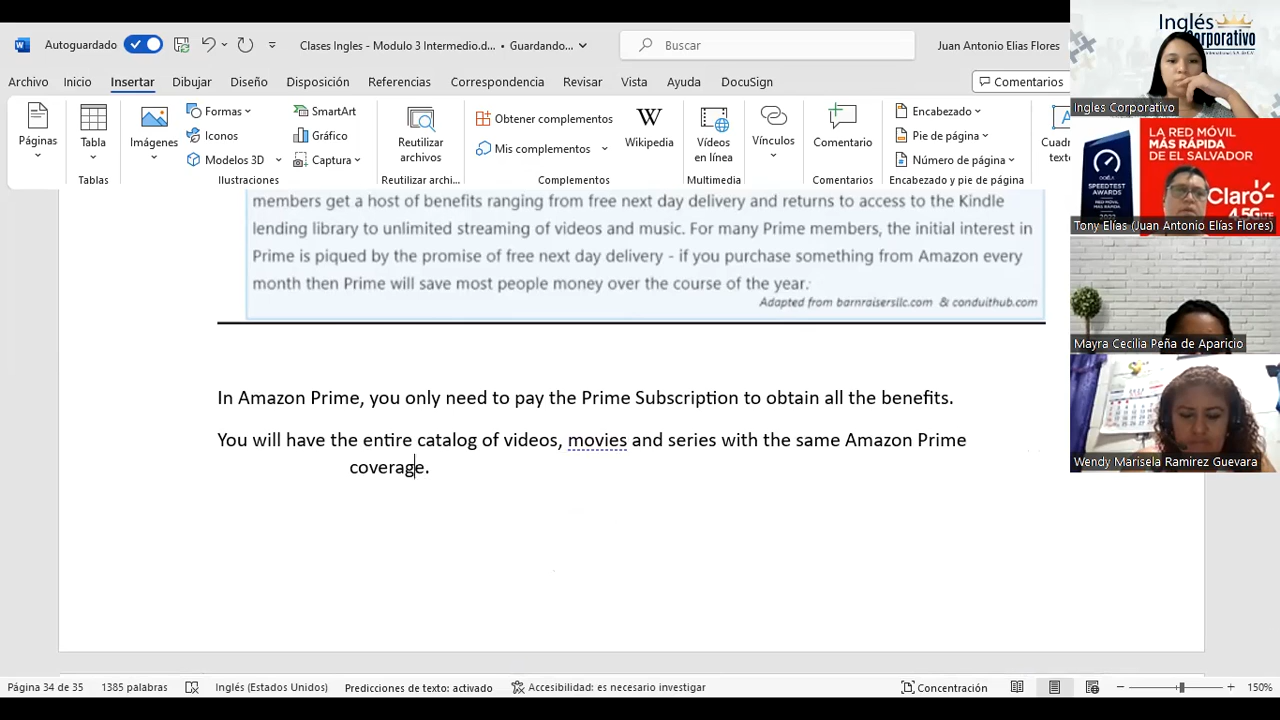 Autoguardado
Clases Ingles - Modulo 3 Intermedio.d... • Guardando...
Buscar
Juan Antonio Elias Flores
Archivo Inicio Insertar Dibujar Diseño Disposición Referencias Correspondencia Revisar Vista Ayuda DocuSign
Comentarios
Páginas
Tabla
Tablas
Imágenes
Formas
Iconos
Modelos 3D
SmartArt
Gráfico
Captura
Ilustraciones
Reutilizar
archivos
Reutilizar archi...
Obtener complementos
Mis complementos
Wikipedia
Complementos
Vídeos
en línea
Multimedia
Vínculos
Comentario
Comentarios
Encabezado
Pie de página
Número de página
Encabezado y pie de página
members get a host of benefits ranging from free next day delivery and returns to access to the Kindle
lending library to unlimited streaming of videos and music. For many Prime members, the initial interest in
Prime is piqued by the promise of free next day delivery - if you purchase something from Amazon every
month then Prime will save most people money over the course of the year.
Adapted from barnraisersllc.com & conduithub.com
In Amazon Prime, you only need to pay the Prime Subscription to obtain all the benefits.
You will have the entire catalog of videos, movies and series with the same Amazon Prime
coverage.
Página 34 de 35 1385 palabras Inglés (Estados Unidos) Predicciones de texto: activado Accesibilidad: es necesario investigar Concentración 150%
Inglés
Corporativo
Ingles Corporativo
LA RED MÓVIL
MÁS RÁPIDA
DE EL SALVADOR
SPEEDTEST
AWARDS
Claro
4.5G
Tony Elías (Juan Antonio Elías Flores)
Mayra Cecilia Peña de Aparicio
Wendy Marisela Ramirez Guevara